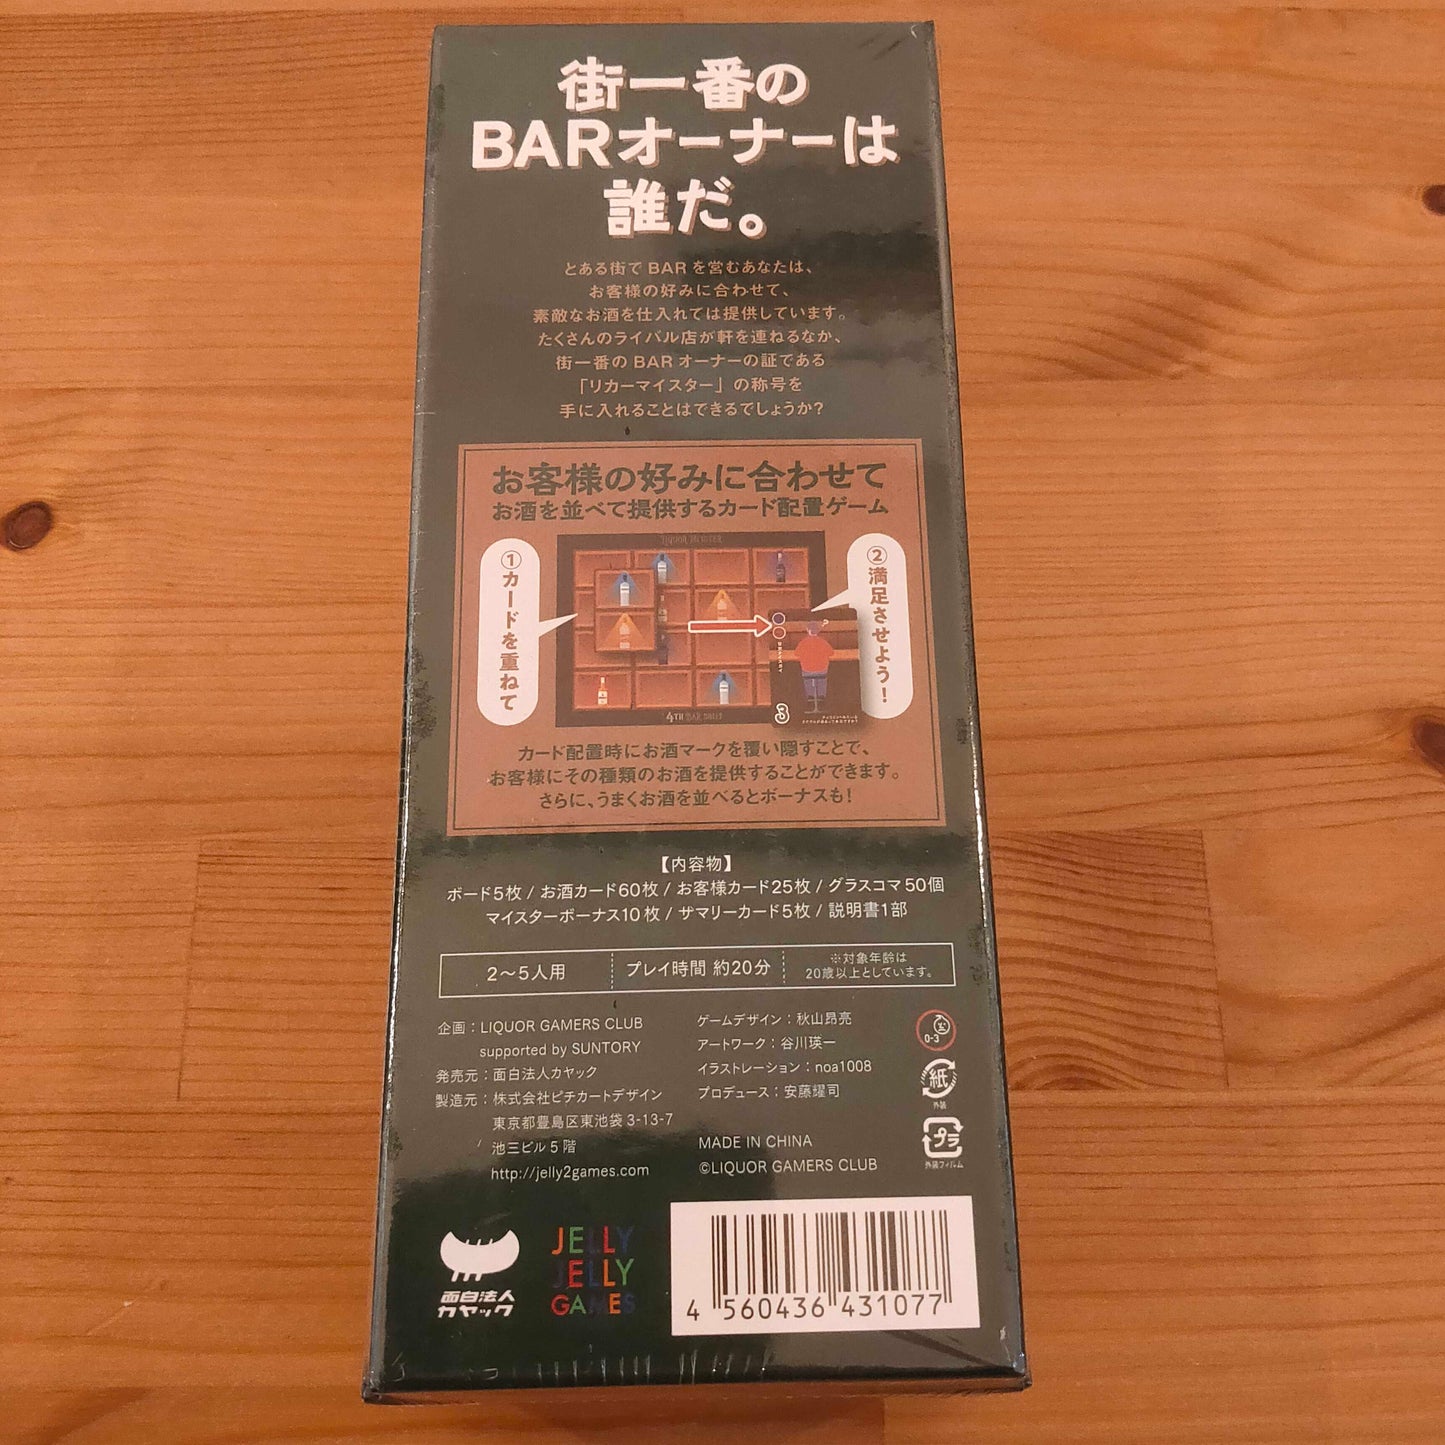 街一番の
BARオーナーは
誰だ。
とある街で BAR を営むあなたは、
お客様の好みに合わせて、
素敵なお酒を仕入れては提供しています。
たくさんのライバル店が軒を連ねるなか、
街一番の BAR オーナーの証である
「リカーマイスター」の称号を
手に入れることはできるでしょうか?
お客様の好みに合わせて
お酒を並べて提供するカード配置ゲーム
①カードを重ねて
②満足させよう!
LIQUOR MEISTER
4TH BAR SHELF
3
カード配置時にお酒マークを覆い隠すことで、
お客様にその種類のお酒を提供することができます。
さらに、うまくお酒を並べるとボーナスも!
【内容物】
ボード5枚 / お酒カード60枚 / お客様カード25枚 / グラスコマ50個
マイスターボーナス10枚 / サマリーカード5枚 / 説明書1部
2〜5人用
プレイ時間 約20分
※対象年齢は
20歳以上としています。
企画:LIQUOR GAMERS CLUB
supported by SUNTORY
発売元:面白法人カヤック
製造元:株式会社ピチカートデザイン
東京都豊島区東池袋 3-13-7
池三ビル 5 階
http://jelly2games.com
ゲームデザイン:秋山昂亮
アートワーク:谷川瑛一
イラストレーション:noa1008
プロデュース:安藤耀司
MADE IN CHINA
©LIQUOR GAMERS CLUB
0-3
紙
外装
プラ
外装フィルム
面白法人
カヤック
JELLY
JELLY
GAMES
4 560436 431077